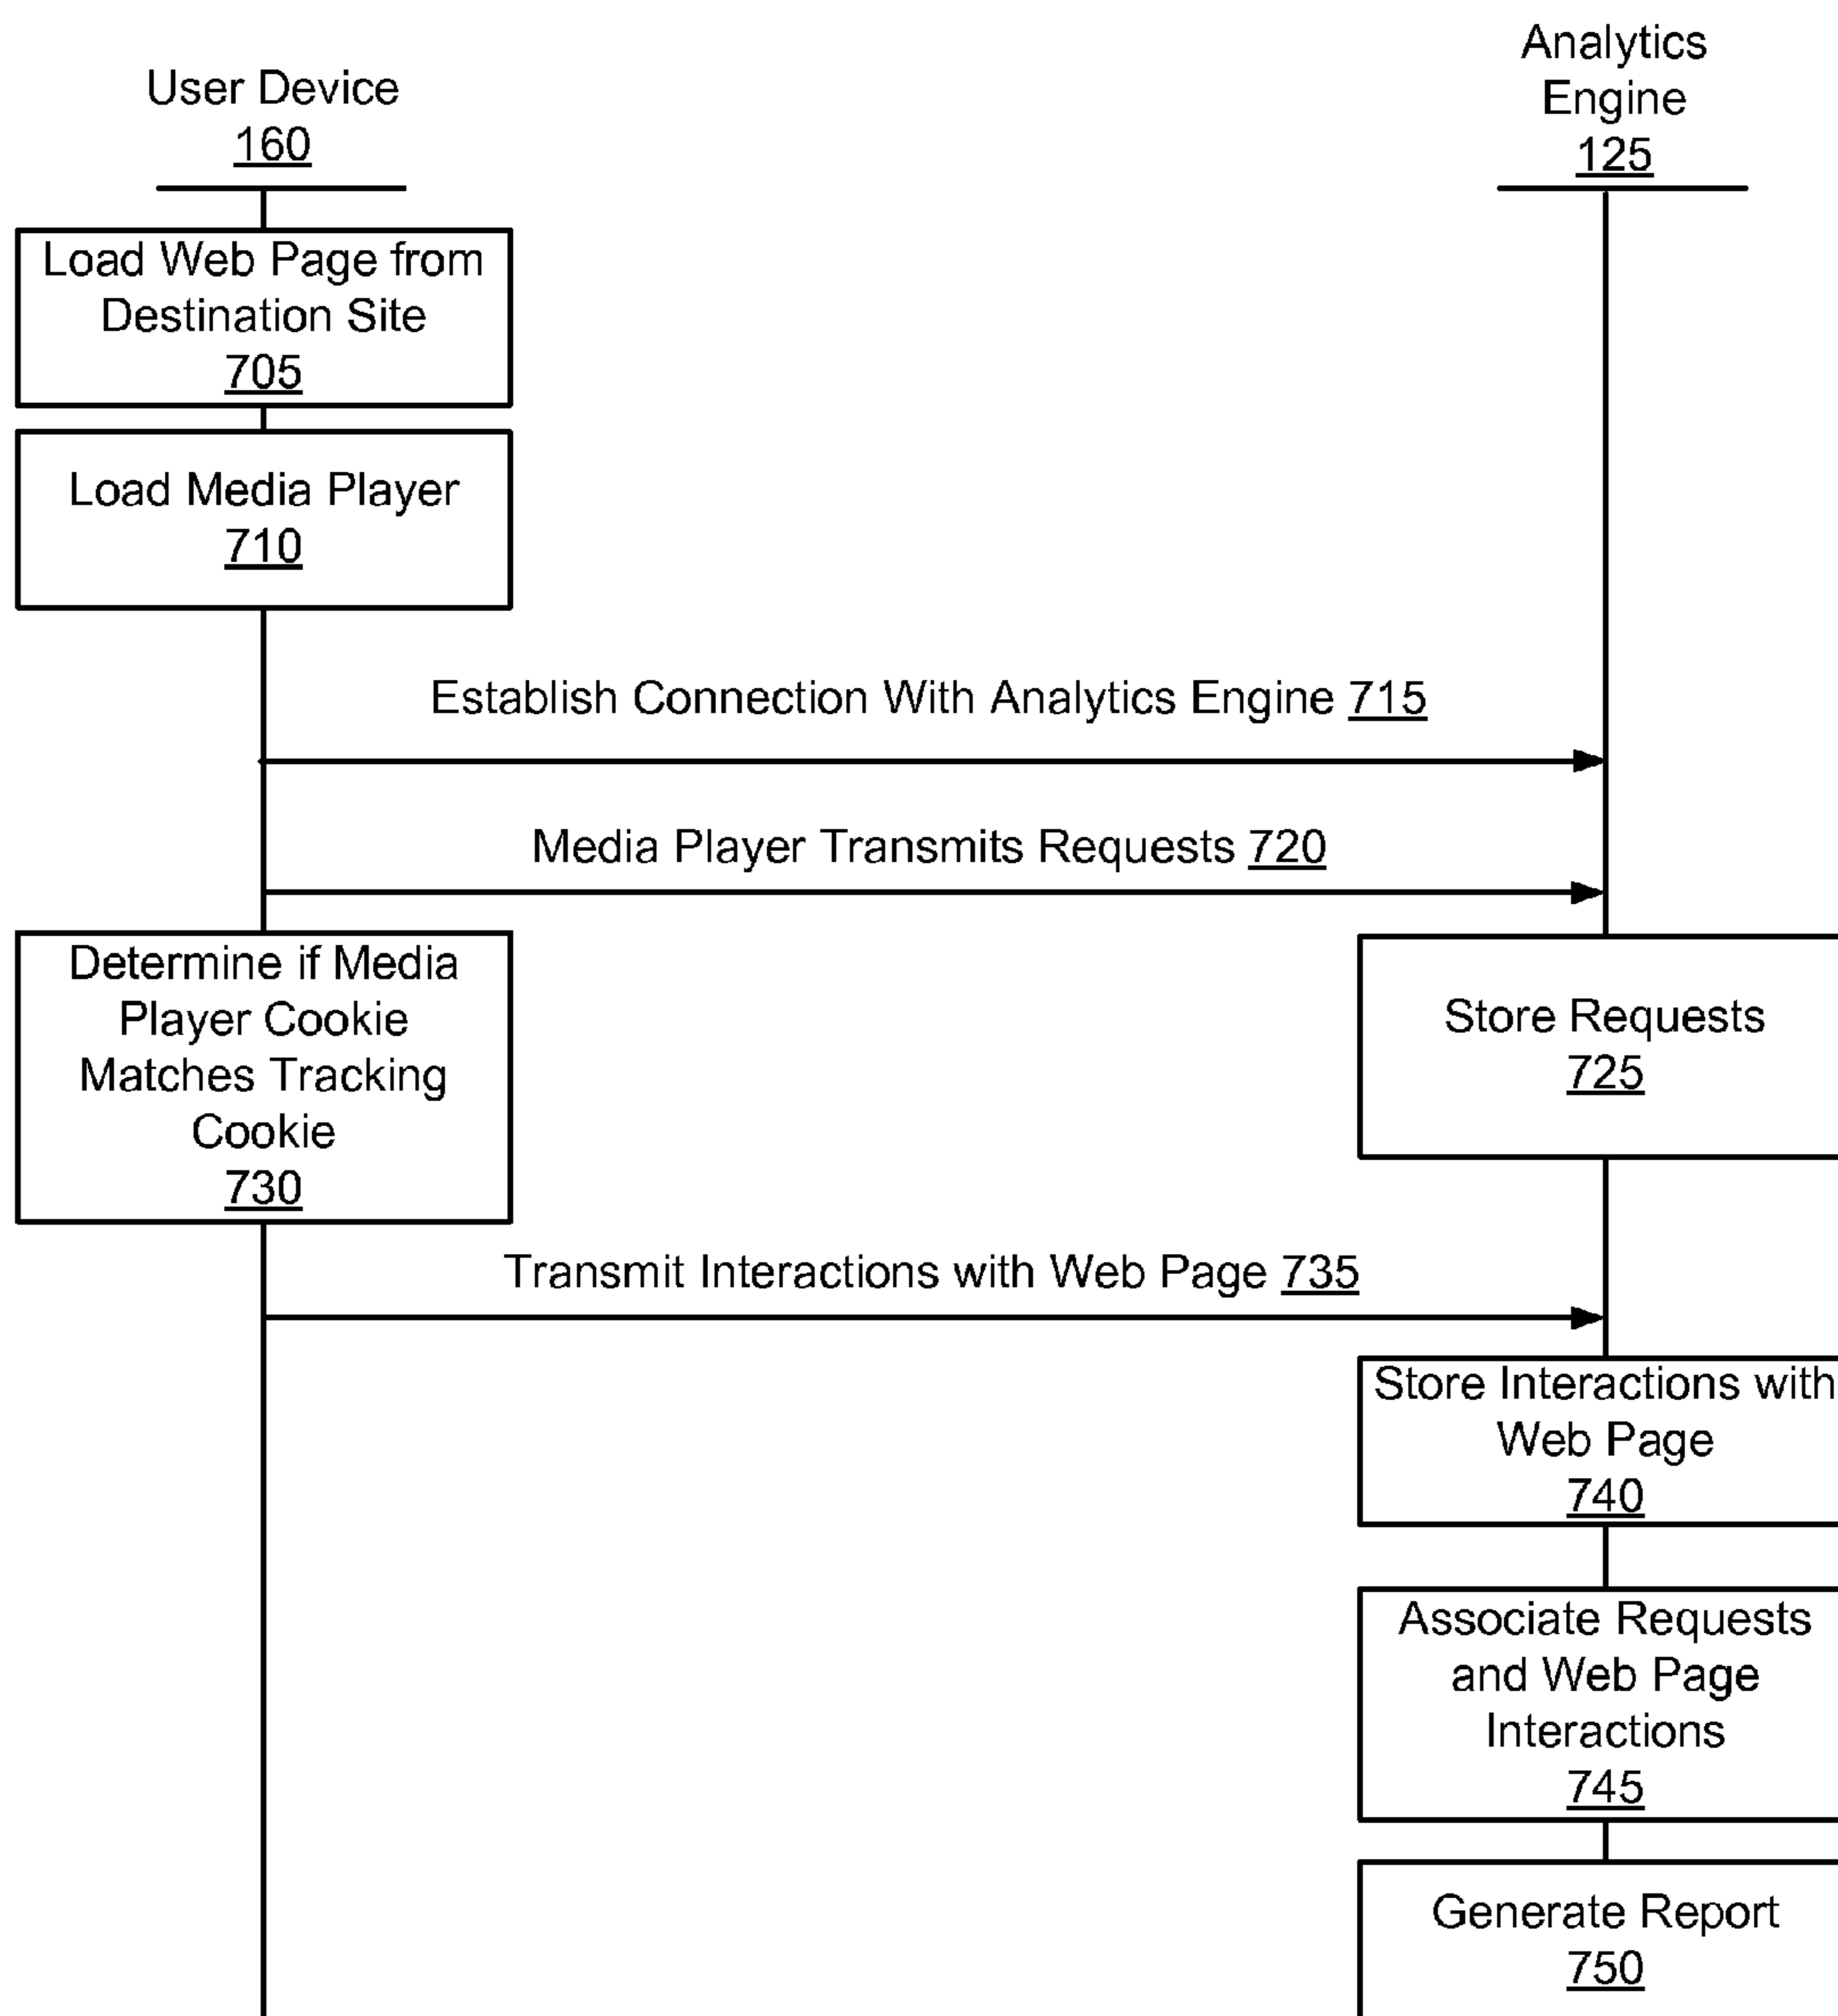 User Device
160
Analytics
Engine
125
Load Web Page from
Destination Site
705
Load Media Player
710
Establish Connection With Analytics Engine 715
Media Player Transmits Requests 720
Determine if Media
Player Cookie
Matches Tracking
Cookie
730
Store Requests
725
Transmit Interactions with Web Page 735
Store Interactions with
Web Page
740
Associate Requests
and Web Page
Interactions
745
Generate Report
750